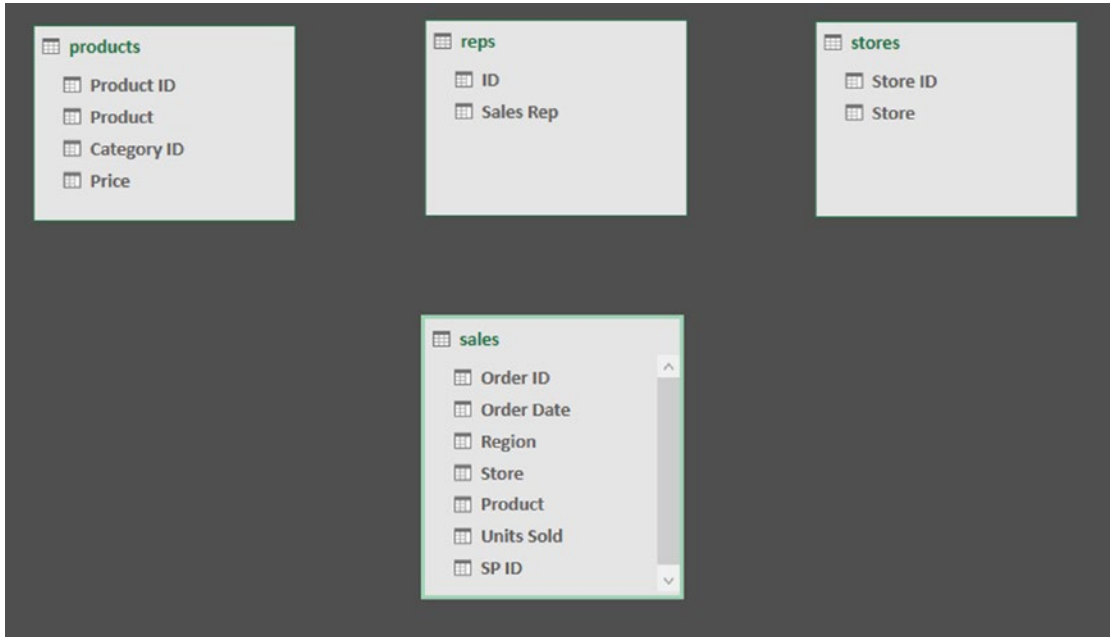 products
Product ID
Product
Category ID
Price
reps
ID
Sales Rep
stores
Store ID
Store
sales
Order ID
Order Date
Region
Store
Product
Units Sold
SP ID